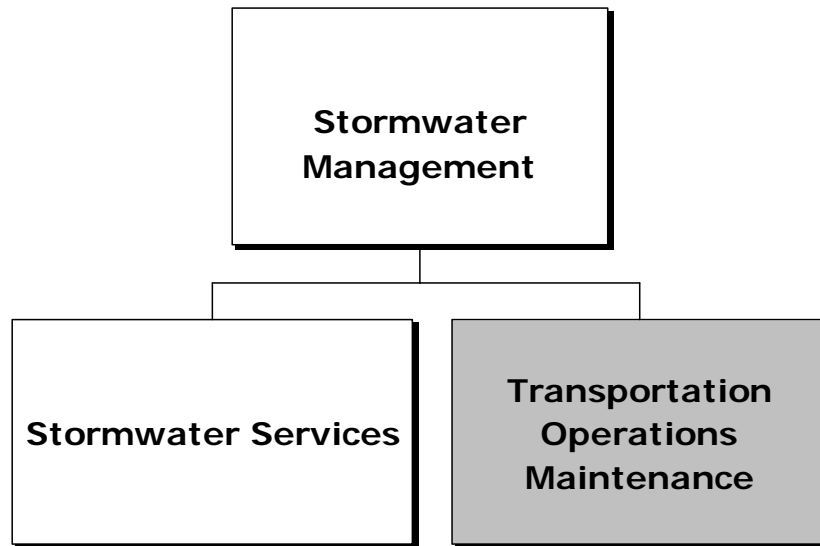 Stormwater
Management
Stormwater Services
Transportation
Operations
Maintenance